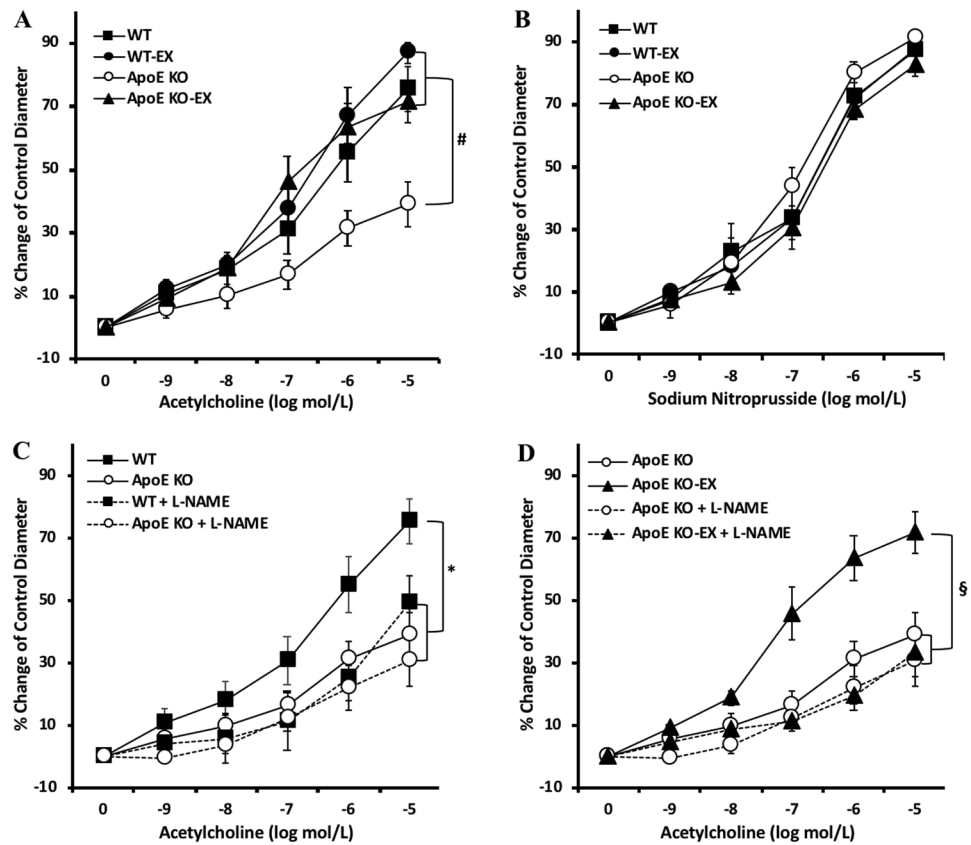 A
WT
WT-EX
ApoE KO
ApoE KO-EX
% Change of Control Diameter
90
70
50
30
10
-10
#
0 -9 -8 -7 -6 -5
Acetylcholine (log mol/L)
B
WT
WT-EX
ApoE KO
ApoE KO-EX
% Change of Control Diameter
90
70
50
30
10
-10
0 -9 -8 -7 -6 -5
Sodium Nitroprusside (log mol/L)
C
WT
ApoE KO
WT + L-NAME
ApoE KO + L-NAME
% Change of Control Diameter
90
70
50
30
10
-10
*
0 -9 -8 -7 -6 -5
Acetylcholine (log mol/L)
D
ApoE KO
ApoE KO-EX
ApoE KO + L-NAME
ApoE KO-EX + L-NAME
% Change of Control Diameter
90
70
50
30
10
-10
§
0 -9 -8 -7 -6 -5
Acetylcholine (log mol/L)